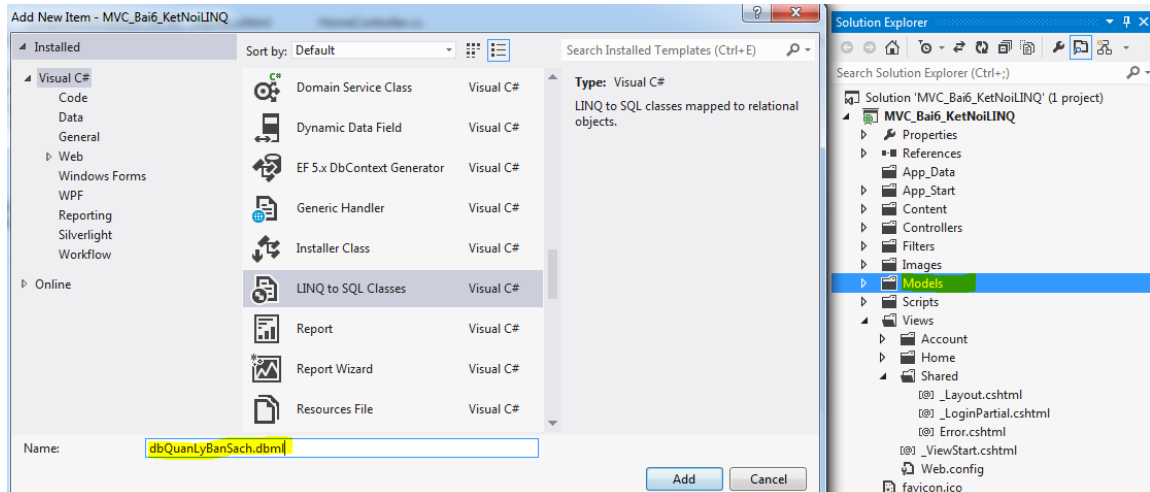 Add New Item - MVC_Bai6_KetNoiLINQ
Installed
Sort by: Default
Search Installed Templates (Ctrl+E)
Visual C#
Code
Data
General
Web
Windows Forms
WPF
Reporting
Silverlight
Workflow
Online
Domain Service Class Visual C#
Dynamic Data Field Visual C#
EF 5.x DbContext Generator Visual C#
Generic Handler Visual C#
Installer Class Visual C#
LINQ to SQL Classes Visual C#
Report Visual C#
Report Wizard Visual C#
Resources File Visual C#
Type: Visual C#
LINQ to SQL classes mapped to relational
objects.
Name: dbQuanLyBanSach.dbml
Add Cancel
Solution Explorer
Search Solution Explorer (Ctrl+;)
Solution 'MVC_Bai6_KetNoiLINQ' (1 project)
MVC_Bai6_KetNoiLINQ
Properties
References
App_Data
App_Start
Content
Controllers
Filters
Images
Models
Scripts
Views
Account
Home
Shared
_Layout.cshtml
_LoginPartial.cshtml
Error.cshtml
_ViewStart.cshtml
Web.config
favicon.ico